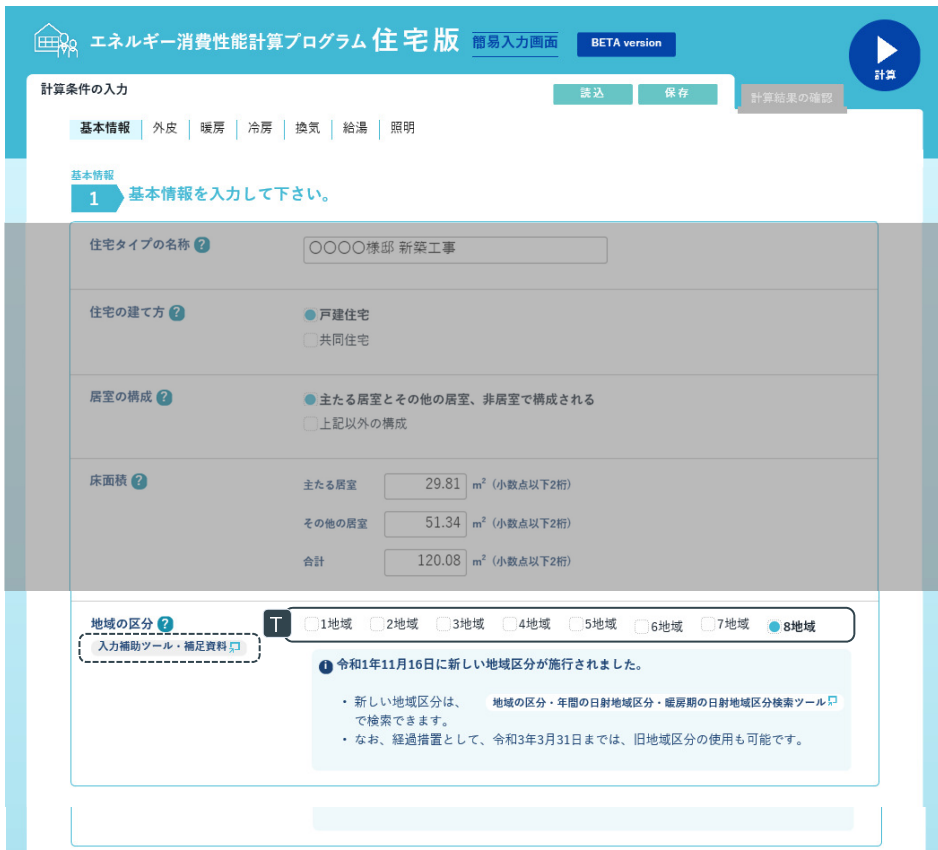 エネルギー消費性能計算プログラム 住宅版 簡易入力画面 BETA version
計算
計算条件の入力
読込 保存 計算結果の確認
基本情報 外皮 暖房 冷房 換気 給湯 照明
基本情報
1 基本情報を入力して下さい。
住宅タイプの名称 ? 〇〇〇〇様邸 新築工事
住宅の建て方 ? 戸建住宅
共同住宅
居室の構成 ? 主たる居室とその他の居室、非居室で構成される
上記以外の構成
床面積 ? 主たる居室 29.81 m² (小数点以下2桁)
その他の居室 51.34 m² (小数点以下2桁)
合計 120.08 m² (小数点以下2桁)
地域の区分 ? T 1地域 2地域 3地域 4地域 5地域 6地域 7地域 8地域
入力補助ツール・補足資料
i 令和1年11月16日に新しい地域区分が施行されました。
・新しい地域区分は、 地域の区分・年間の日射地域区分・暖房期の日射地域区分検索ツール
で検索できます。
・なお、経過措置として、令和3年3月31日までは、旧地域区分の使用も可能です。